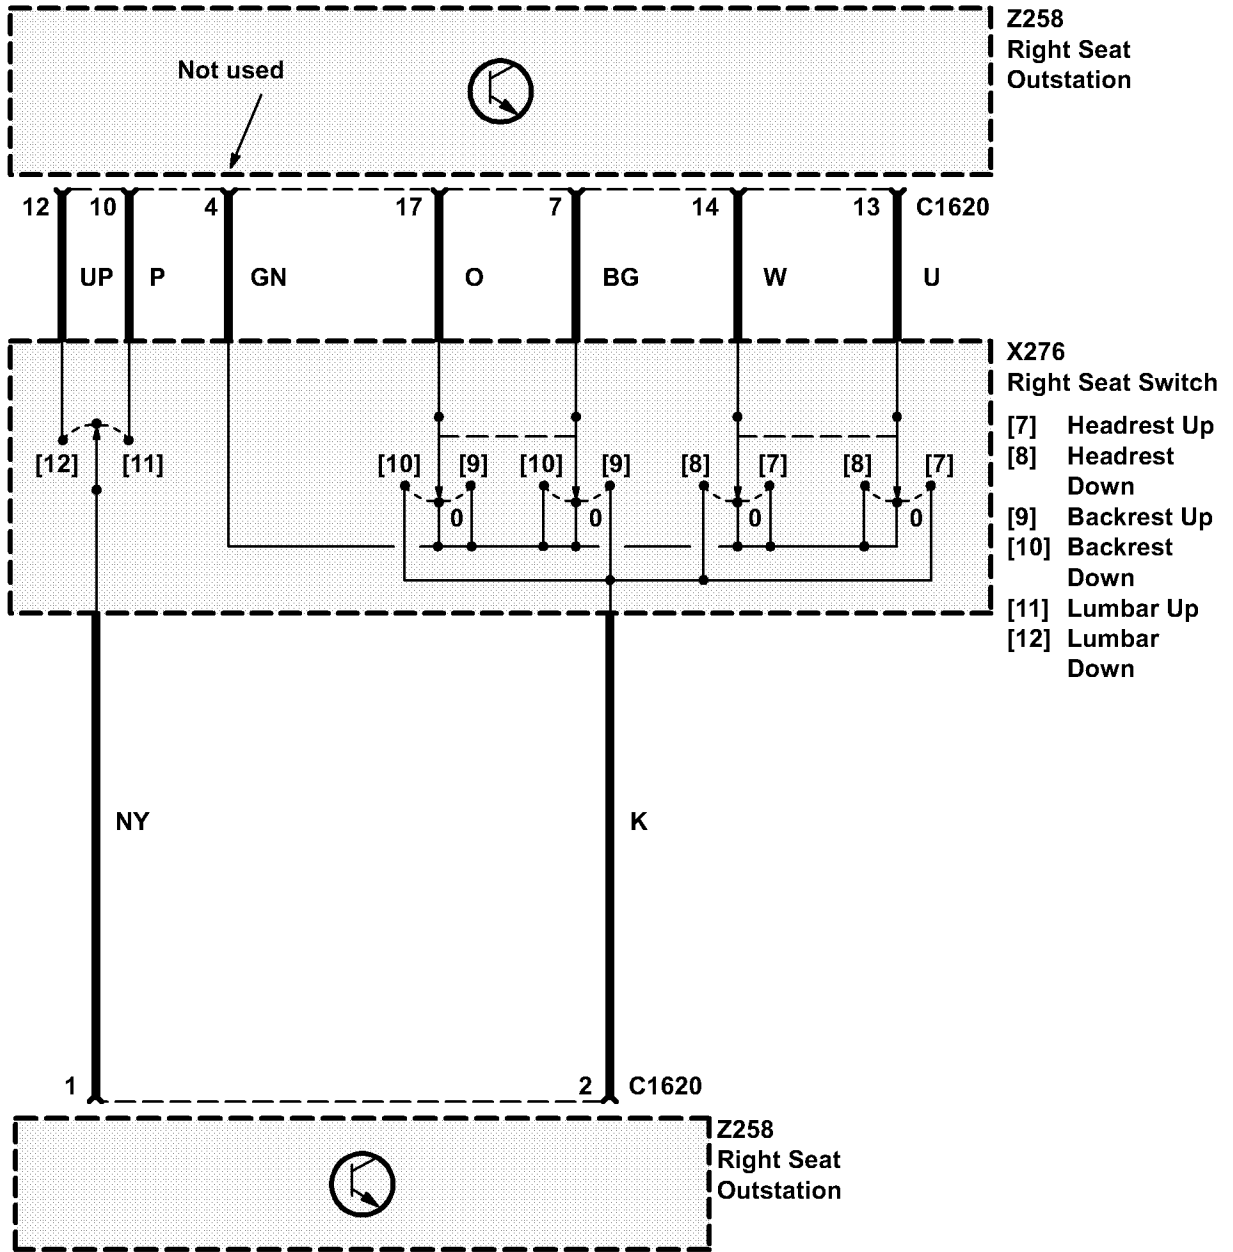 Z258
Right Seat
Outstation
Not used
12 10 4 17 7 14 13 C1620
UP P GN O BG W U
X276
Right Seat Switch
[7] Headrest Up
[8] Headrest
Down
[9] Backrest Up
[10] Backrest
Down
[11] Lumbar Up
[12] Lumbar
Down
[12] [11] [10] [9] [10] [9] [8] [7] [8] [7]
0 0 0 0
NY K
1 2 C1620
Z258
Right Seat
Outstation